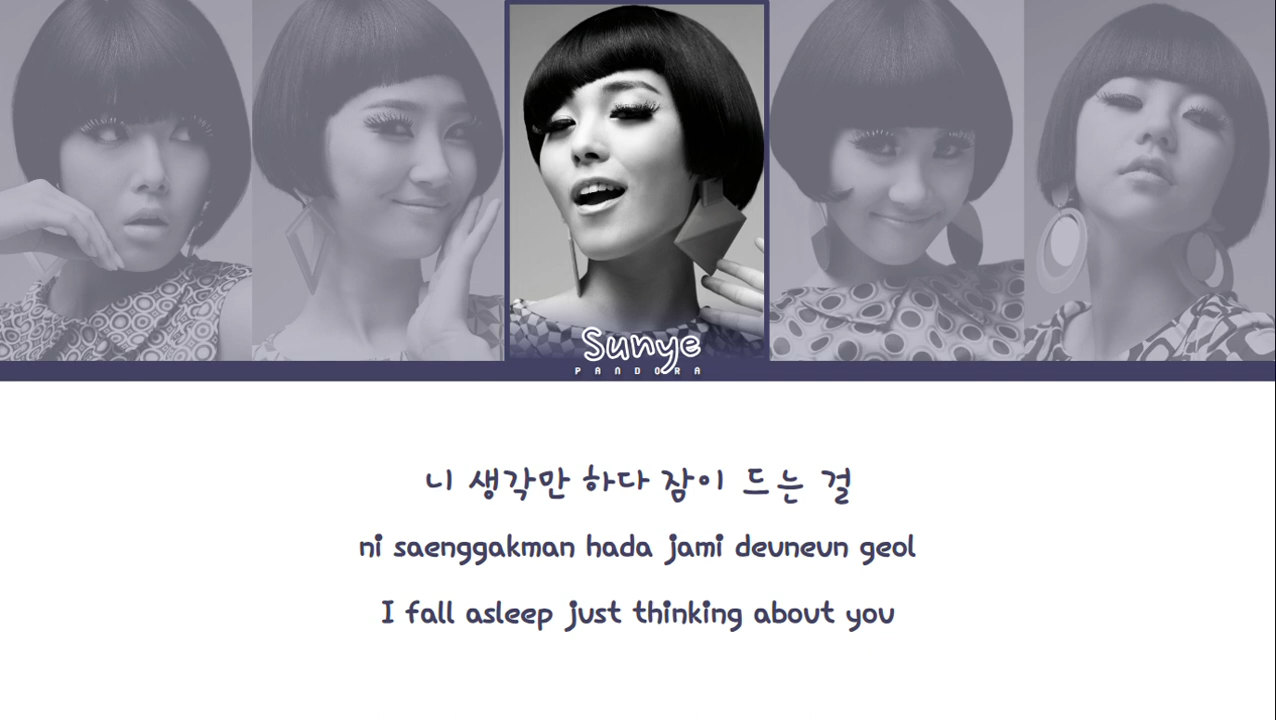 Sunye
PANDORA
니 생각만 하다 잠이 드는 걸
ni saenggakman hada jami deuneun geol
I fall asleep just thinking about you